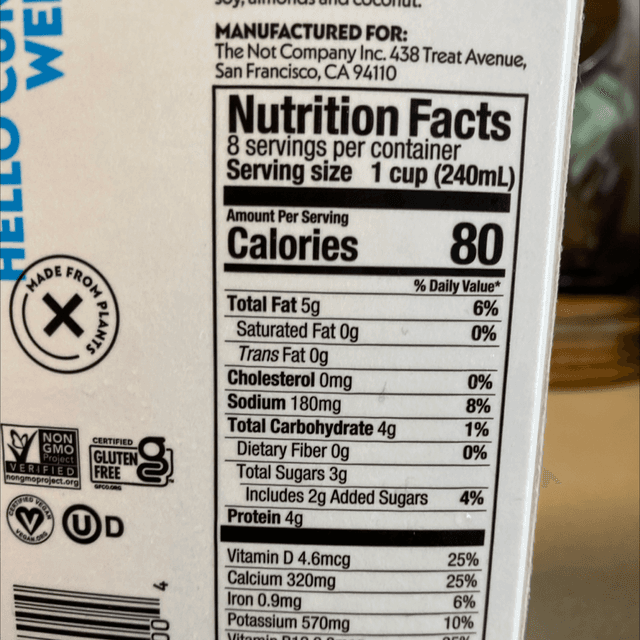 soy, almonds and coconut.
MANUFACTURED FOR:
The Not Company Inc. 438 Treat Avenue,
San Francisco, CA 94110
Nutrition Facts
8 servings per container
Serving size 1 cup (240mL)
Amount Per Serving
Calories 80
% Daily Value*
Total Fat 5g 6%
Saturated Fat 0g 0%
Trans Fat 0g
Cholesterol 0mg 0%
Sodium 180mg 8%
Total Carbohydrate 4g 1%
Dietary Fiber 0g 0%
Total Sugars 3g
Includes 2g Added Sugars 4%
Protein 4g
Vitamin D 4.6mcg 25%
Calcium 320mg 25%
Iron 0.9mg 6%
Potassium 570mg 10%
HELLO
MADE FROM PLANTS
NON
GMO
Project
VERIFIED
nongmoproject.org
CERTIFIED
GLUTEN
FREE
GFCO.ORG
CERTIFIED VEGAN
VEGAN.ORG
U D